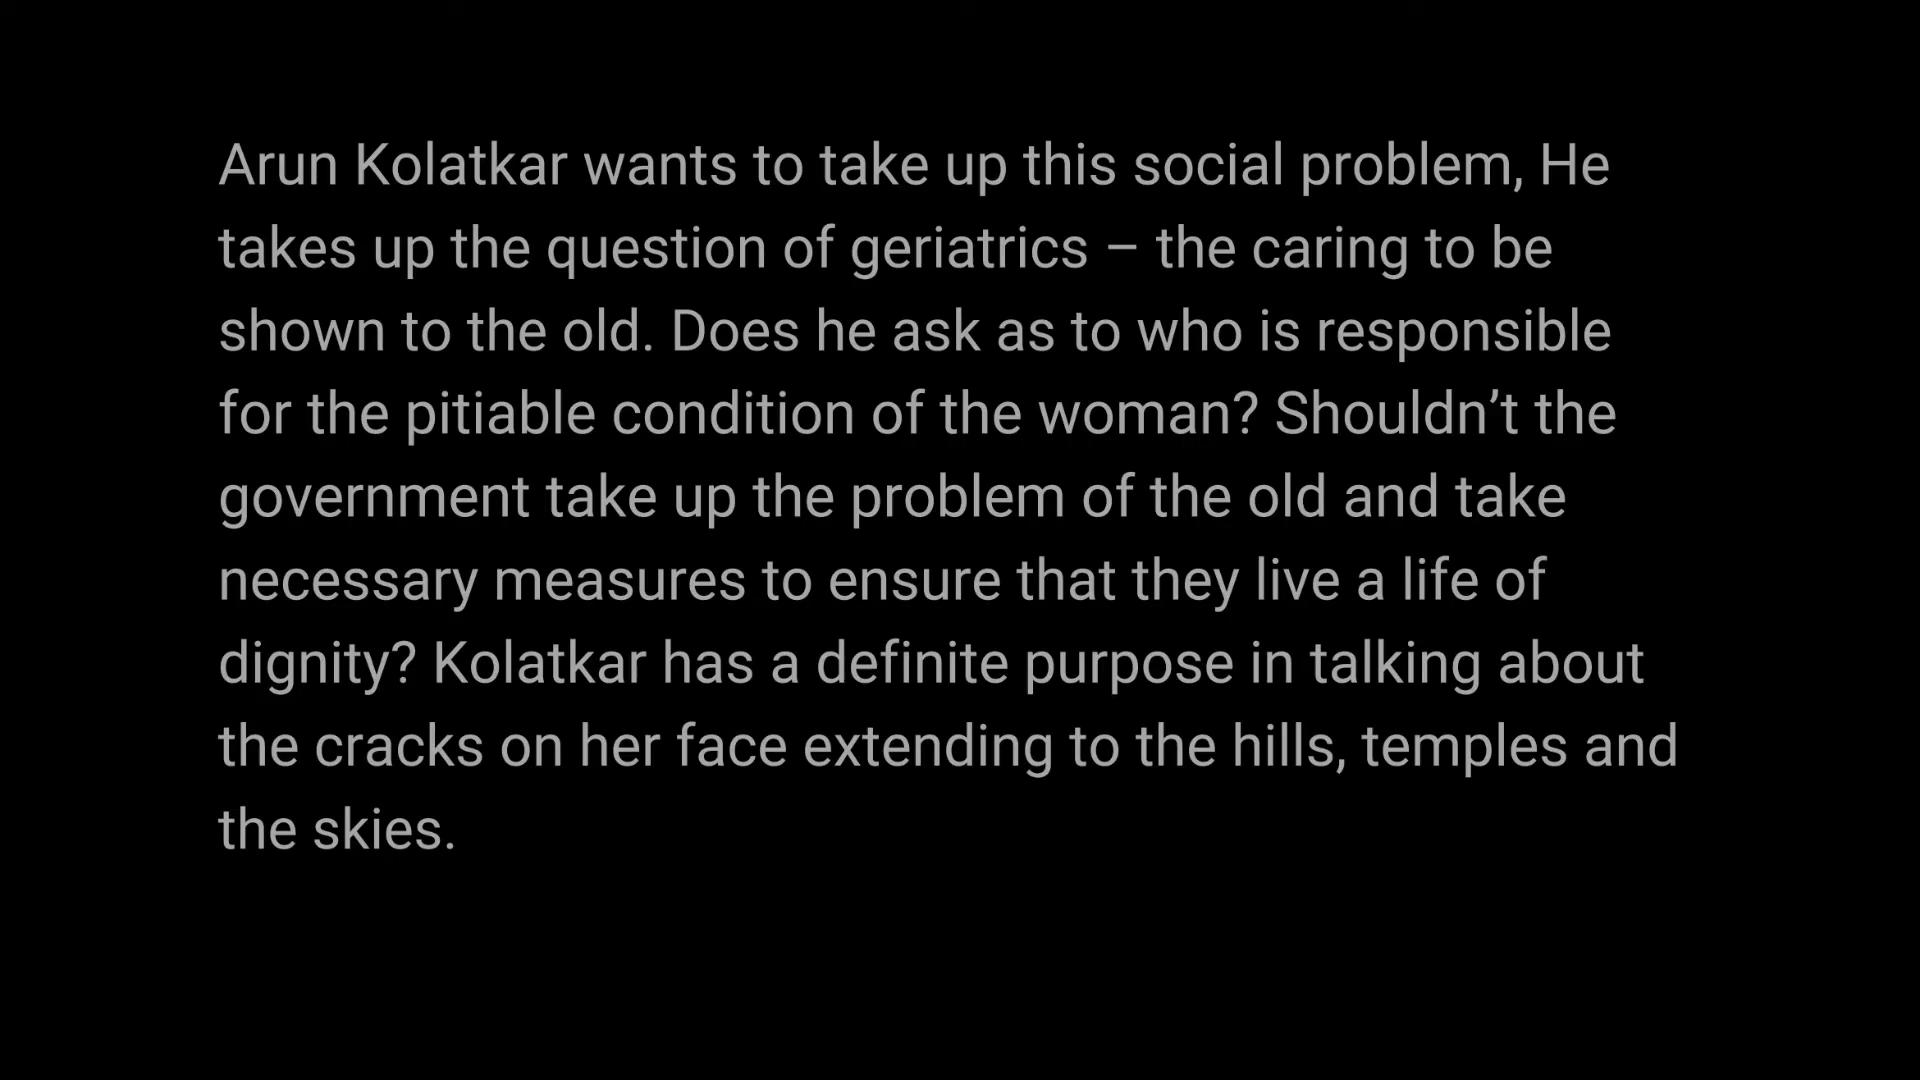 Arun Kolatkar wants to take up this social problem, He
takes up the question of geriatrics – the caring to be
shown to the old. Does he ask as to who is responsible
for the pitiable condition of the woman? Shouldn’t the
government take up the problem of the old and take
necessary measures to ensure that they live a life of
dignity? Kolatkar has a definite purpose in talking about
the cracks on her face extending to the hills, temples and
the skies.